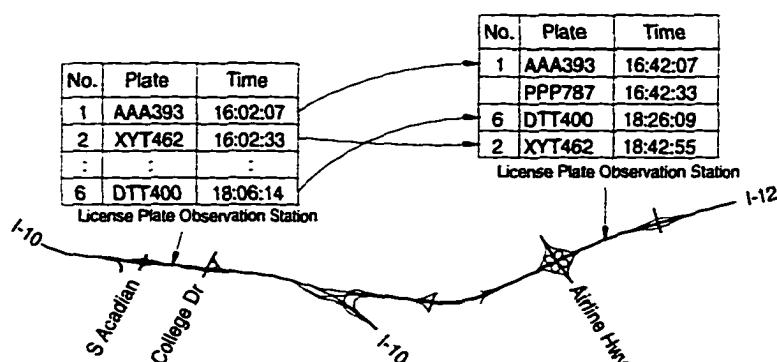 No. Plate Time
1 AAA393 16:42:07
PPP787 16:42:33
6 DTT400 18:26:09
2 XYT462 18:42:55
License Plate Observation Station
No. Plate Time
1 AAA393 16:02:07
2 XYT462 16:02:33
: : :
6 DTT400 18:06:14
License Plate Observation Station
I-10
S Acadian
College Dr
I-10
Airline Hwy
I-12